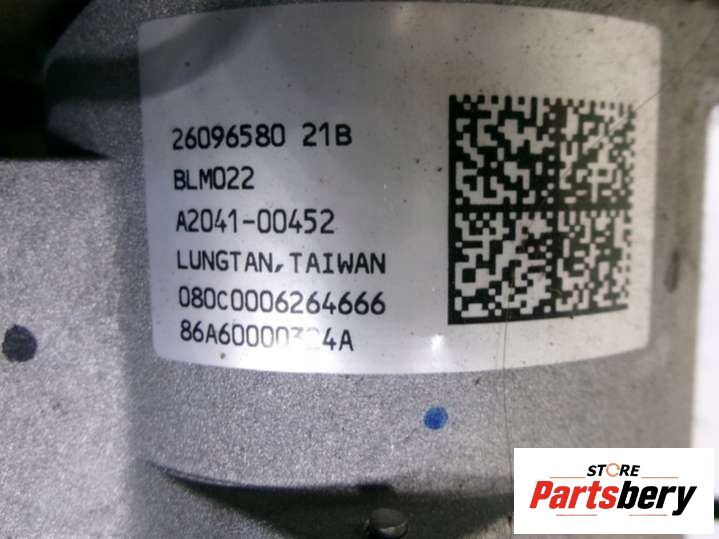 26096580 21B
BLM022
A2041-00452
LUNGTAN, TAIWAN
080C0006264666
STORE
Partsbery